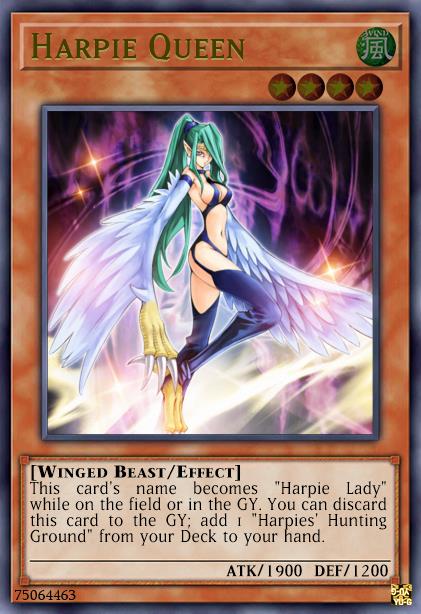 Harpie Queen
WIND
風
[Winged Beast/Effect]
This card's name becomes "Harpie Lady"
while on the field or in the GY. You can discard
this card to the GY; add 1 "Harpies' Hunting
Ground" from your Deck to your hand.
ATK/1900 DEF/1200
75064463